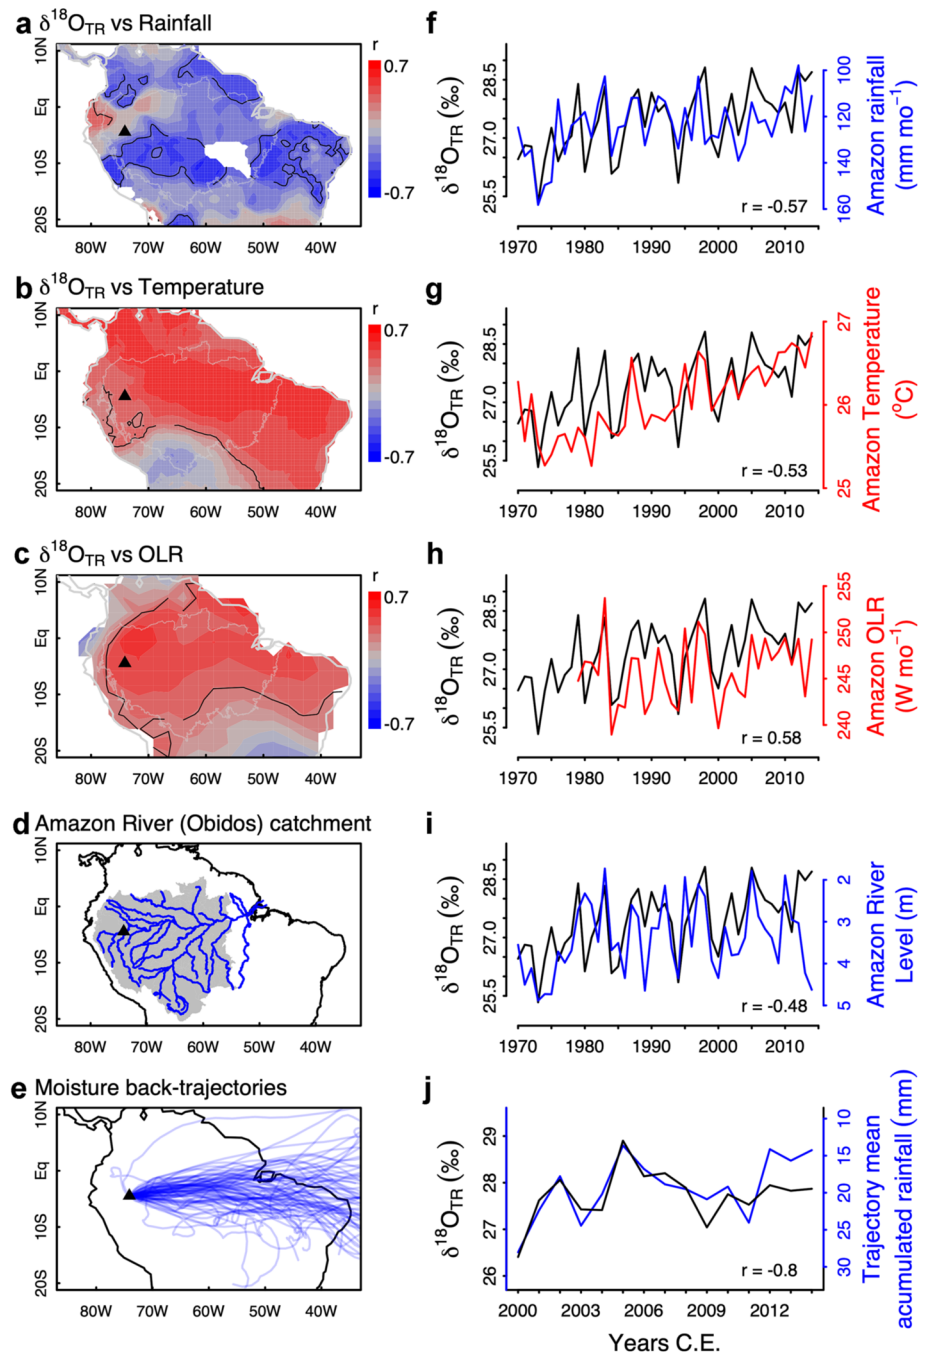 a δ¹⁸O_TR vs Rainfall
10N
Eq
10S
20S
80W 70W 60W 50W 40W
r
0.7
-0.7
f
δ¹⁸O_TR (‰)
28.5
27.0
25.5
1970 1980 1990 2000 2010
r = -0.57
100
120
140
160
Amazon rainfall
(mm mo⁻¹)
b δ¹⁸O_TR vs Temperature
10N
Eq
10S
20S
80W 70W 60W 50W 40W
r
0.7
-0.7
g
δ¹⁸O_TR (‰)
28.5
27.0
25.5
1970 1980 1990 2000 2010
r = -0.53
27
26
25
Amazon Temperature
(°C)
c δ¹⁸O_TR vs OLR
10N
Eq
10S
20S
80W 70W 60W 50W 40W
r
0.7
-0.7
h
δ¹⁸O_TR (‰)
28.5
27.0
25.5
1970 1980 1990 2000 2010
r = 0.58
255
250
245
240
Amazon OLR
(W mo⁻¹)
d Amazon River (Obidos) catchment
10N
Eq
10S
20S
80W 70W 60W 50W 40W
i
δ¹⁸O_TR (‰)
28.5
27.0
25.5
1970 1980 1990 2000 2010
r = -0.48
2
3
4
5
Amazon River
Level (m)
e Moisture back-trajectories
10N
Eq
10S
20S
80W 70W 60W 50W 40W
j
δ¹⁸O_TR (‰)
29
28
27
26
2000 2003 2006 2009 2012
r = -0.8
10
15
20
25
30
Trajectory mean
acumulated rainfall (mm)
Years C.E.